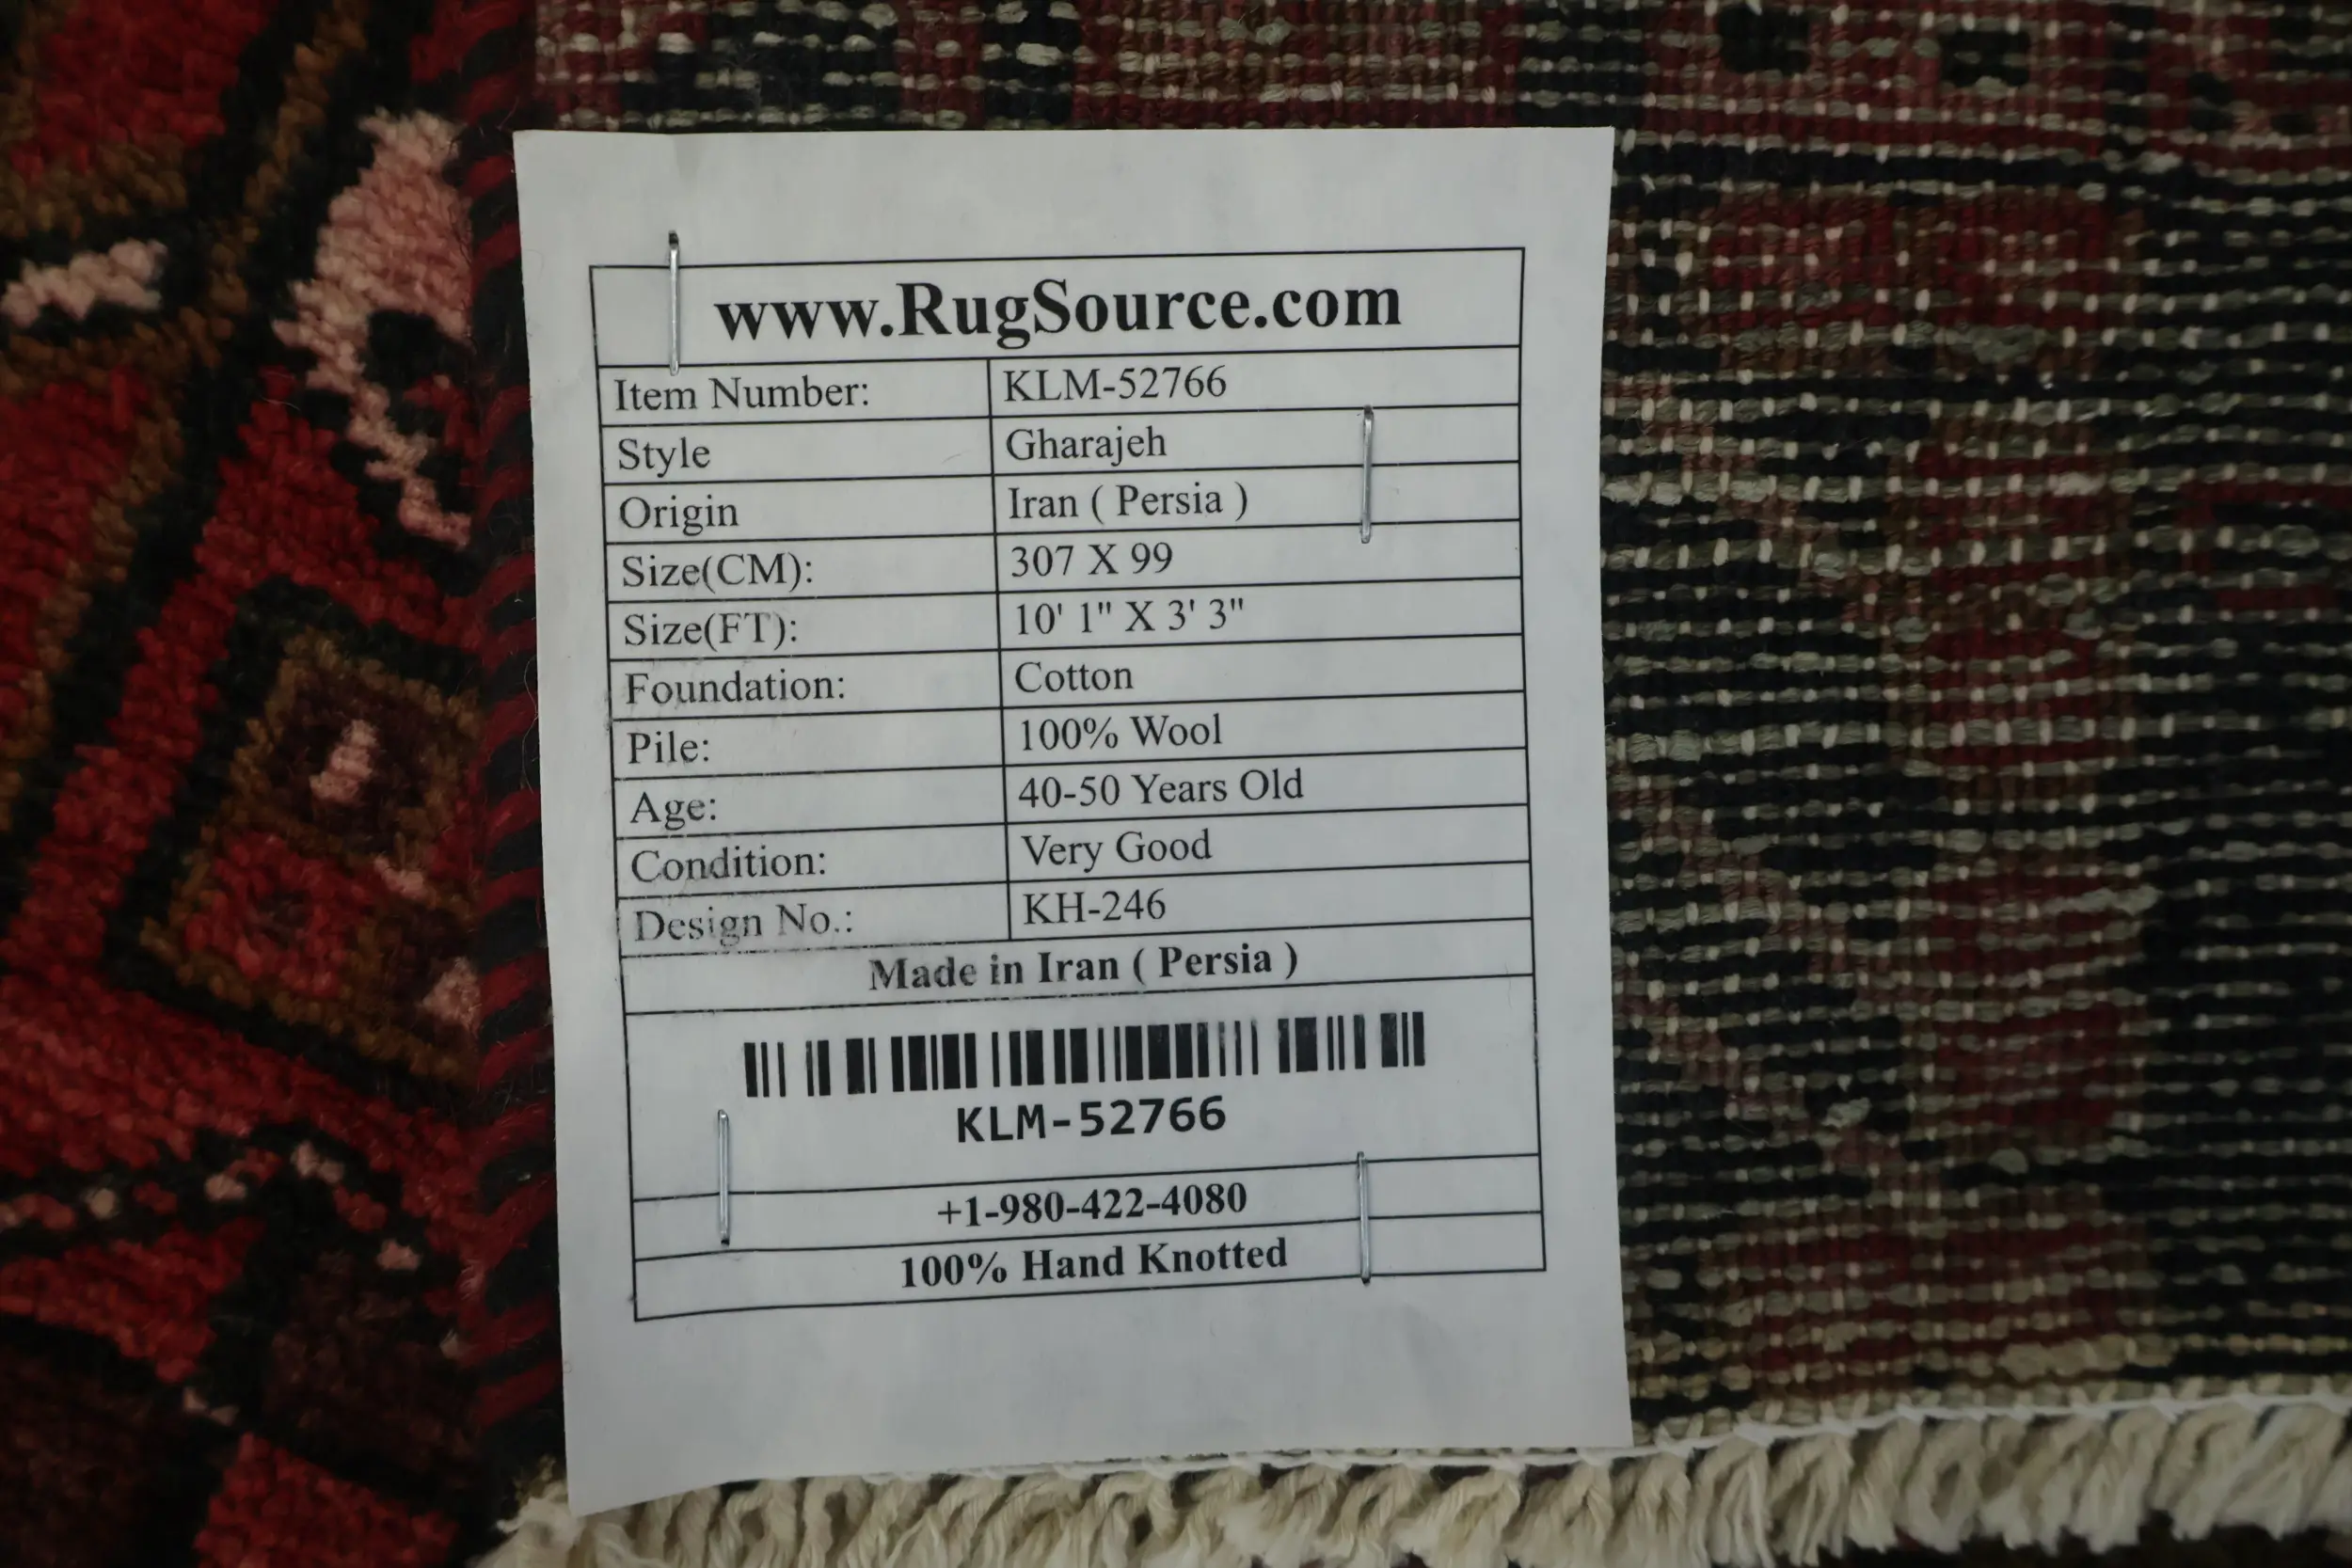 www.RugSource.com
Item Number: KLM-52766
Style Gharajeh
Origin Iran ( Persia )
Size(CM): 307 X 99
Size(FT): 10' 1" X 3' 3"
Foundation: Cotton
Pile: 100% Wool
Age: 40-50 Years Old
Condition: Very Good
Design No.: KH-246
Made in Iran ( Persia )
KLM-52766
+1-980-422-4080
100% Hand Knotted